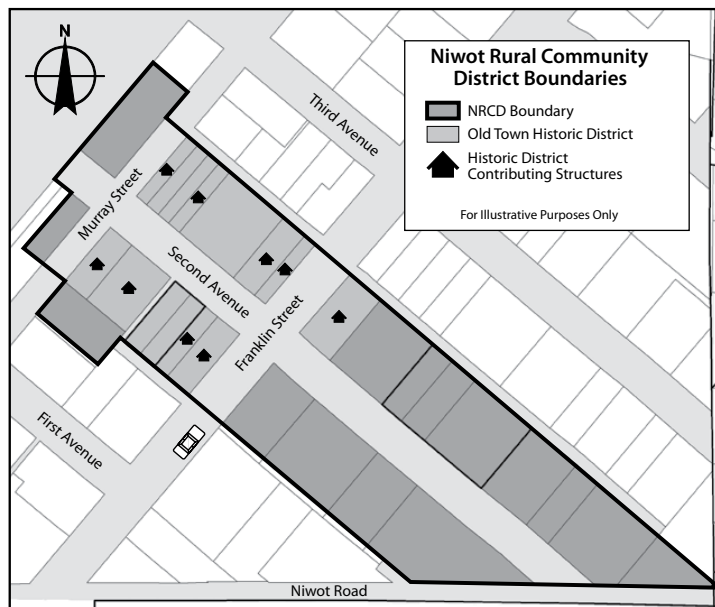 N
Niwot Rural Community
District Boundaries
NRCD Boundary
Old Town Historic District
Historic District
Contributing Structures
For Illustrative Purposes Only
Third Avenue
Murray Street
Second Avenue
Franklin Street
First Avenue
Niwot Road